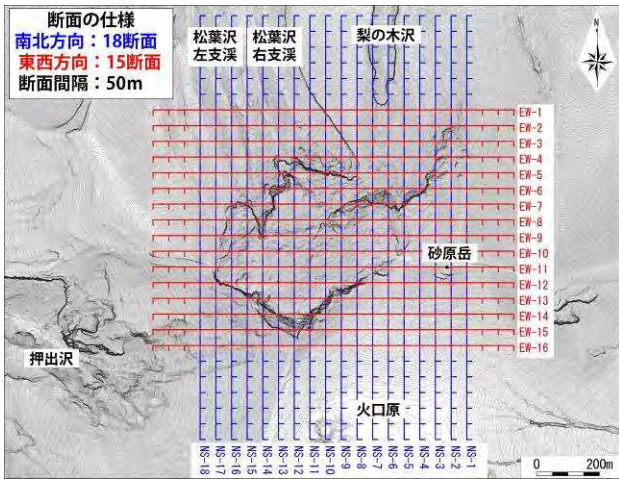 断面の仕様
南北方向：18断面
東西方向：15断面
断面間隔：50m
松葉沢
左支渓
松葉沢
右支渓
梨の木沢
N
EW-1
EW-2
EW-3
EW-4
EW-5
EW-6
EW-7
EW-8
EW-9
EW-10
EW-11
EW-12
EW-13
EW-14
EW-15
EW-16
砂原岳
押出沢
火口原
NS-18
NS-17
NS-16
NS-15
NS-14
NS-13
NS-12
NS-11
NS-10
NS-9
NS-8
NS-7
NS-6
NS-5
NS-4
NS-3
NS-2
NS-1
0 200m